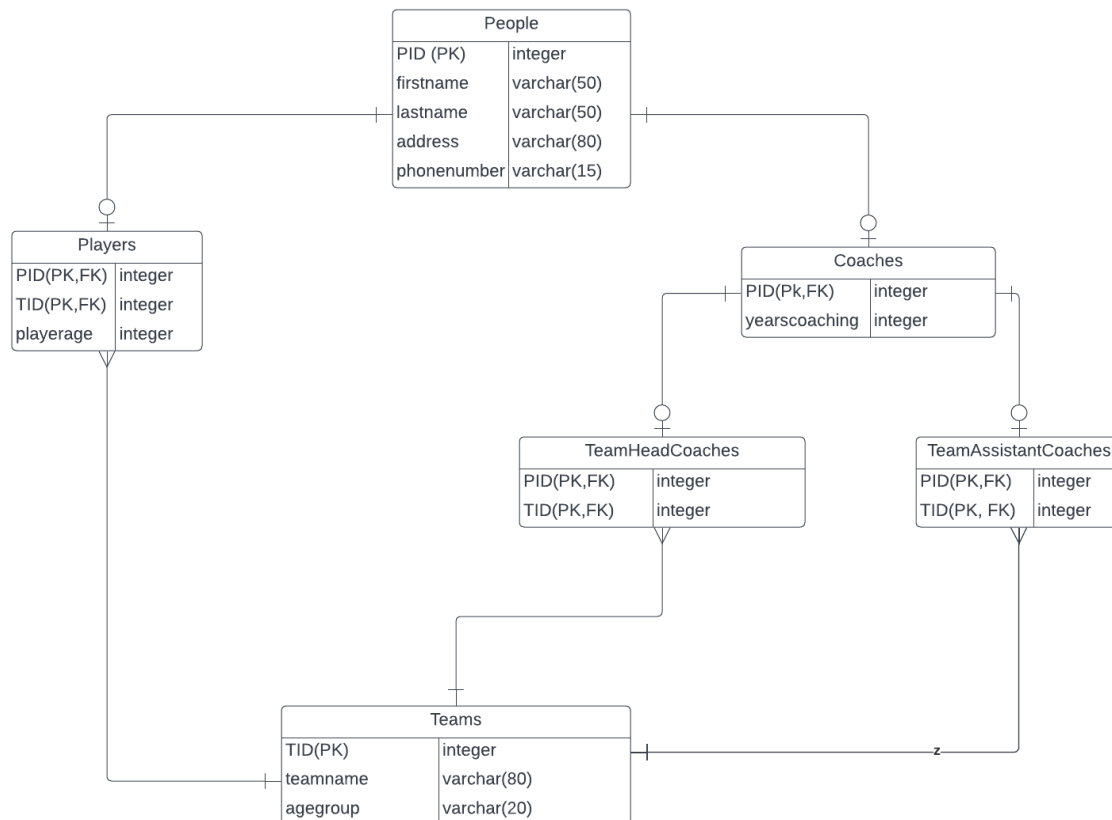 People
PID (PK) integer
firstname varchar(50)
lastname varchar(50)
address varchar(80)
phonenumber varchar(15)
Players
PID(PK,FK) integer
TID(PK,FK) integer
playerage integer
Coaches
PID(Pk,FK) integer
yearscoaching integer
TeamHeadCoaches
PID(PK,FK) integer
TID(PK,FK) integer
TeamAssistantCoaches
PID(PK,FK) integer
TID(PK, FK) integer
Teams
TID(PK) integer
teamname varchar(80)
agegroup varchar(20)
z